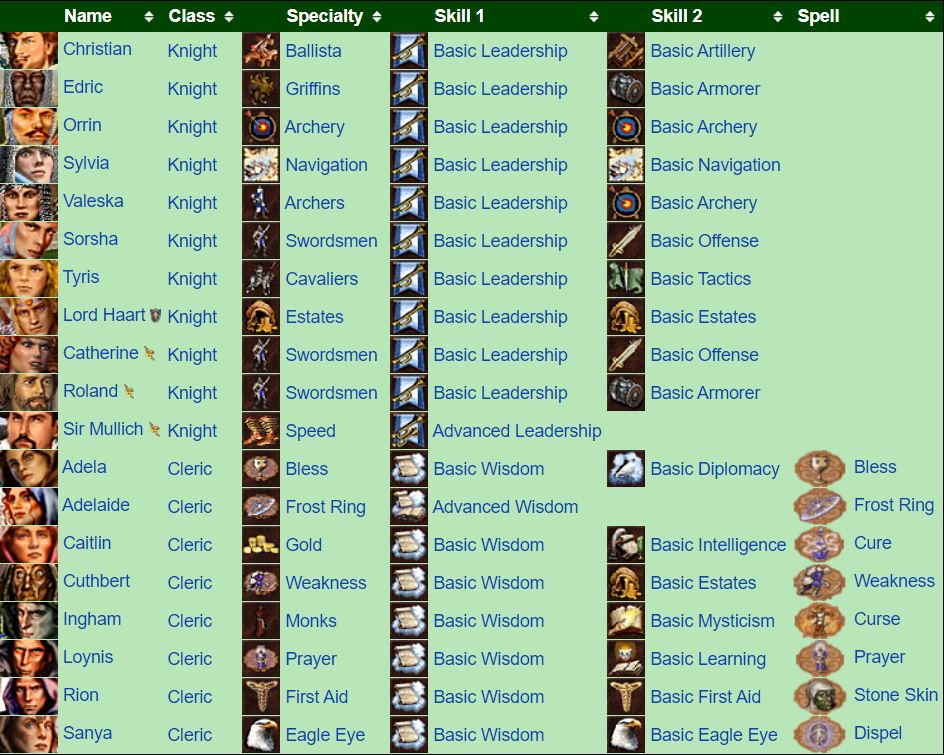 Name Class Specialty Skill 1 Skill 2 Spell
Christian Knight Ballista Basic Leadership Basic Artillery
Edric Knight Griffins Basic Leadership Basic Armorer
Orrin Knight Archery Basic Leadership Basic Archery
Sylvia Knight Navigation Basic Leadership Basic Navigation
Valeska Knight Archers Basic Leadership Basic Archery
Sorsha Knight Swordsmen Basic Leadership Basic Offense
Tyris Knight Cavaliers Basic Leadership Basic Tactics
Lord Haart Knight Estates Basic Leadership Basic Estates
Catherine Knight Swordsmen Basic Leadership Basic Offense
Roland Knight Swordsmen Basic Leadership Basic Armorer
Sir Mullich Knight Speed Advanced Leadership
Adela Cleric Bless Basic Wisdom Basic Diplomacy Bless
Adelaide Cleric Frost Ring Advanced Wisdom Frost Ring
Caitlin Cleric Gold Basic Wisdom Basic Intelligence Cure
Cuthbert Cleric Weakness Basic Wisdom Basic Estates Weakness
Ingham Cleric Monks Basic Wisdom Basic Mysticism Curse
Loynis Cleric Prayer Basic Wisdom Basic Learning Prayer
Rion Cleric First Aid Basic Wisdom Basic First Aid Stone Skin
Sanya Cleric Eagle Eye Basic Wisdom Basic Eagle Eye Dispel